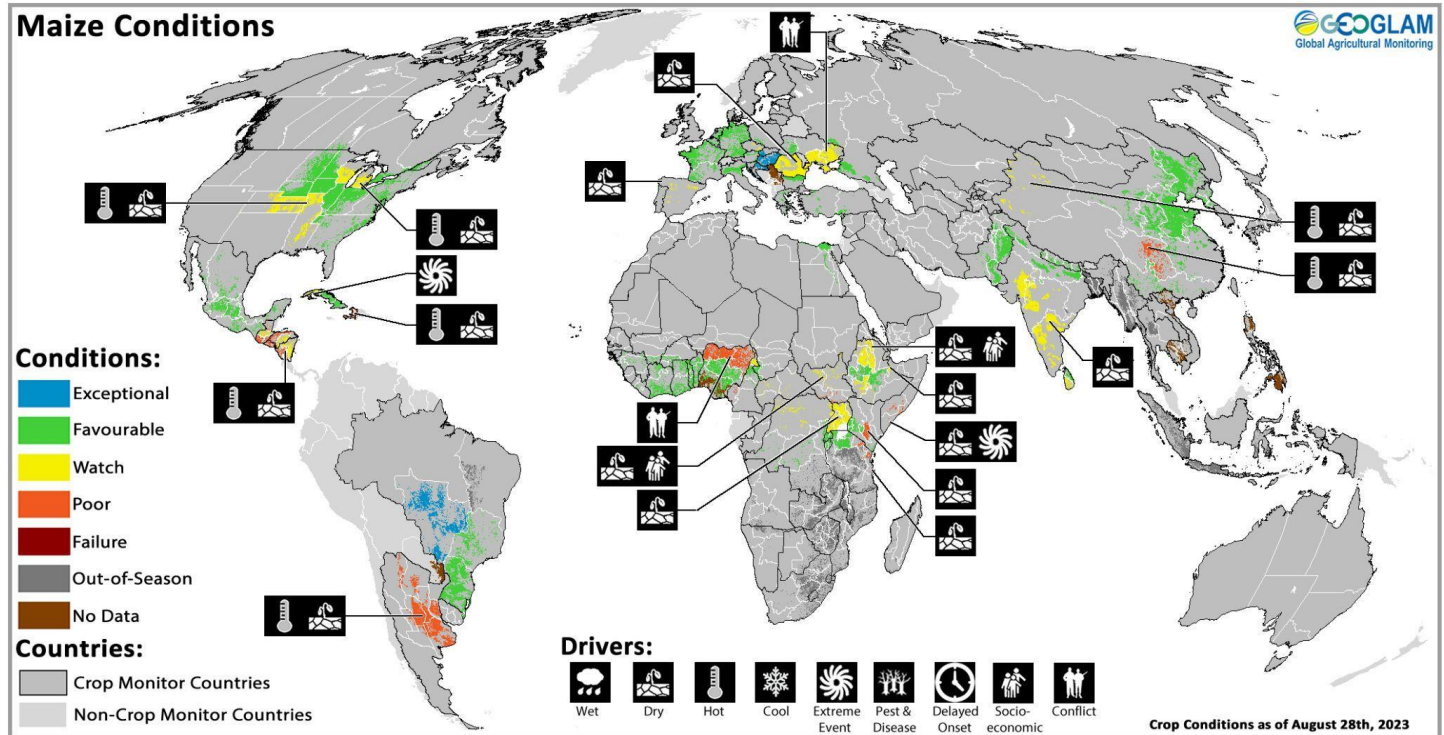 Maize Conditions
GEOGLAM
Global Agricultural Monitoring
Conditions:
Exceptional
Favourable
Watch
Poor
Failure
Out-of-Season
No Data
Countries:
Crop Monitor Countries
Non-Crop Monitor Countries
Drivers:
Wet
Dry
Hot
Cool
Extreme
Event
Pest &
Disease
Delayed
Onset
Socio-
economic
Conflict
Crop Conditions as of August 28th, 2023